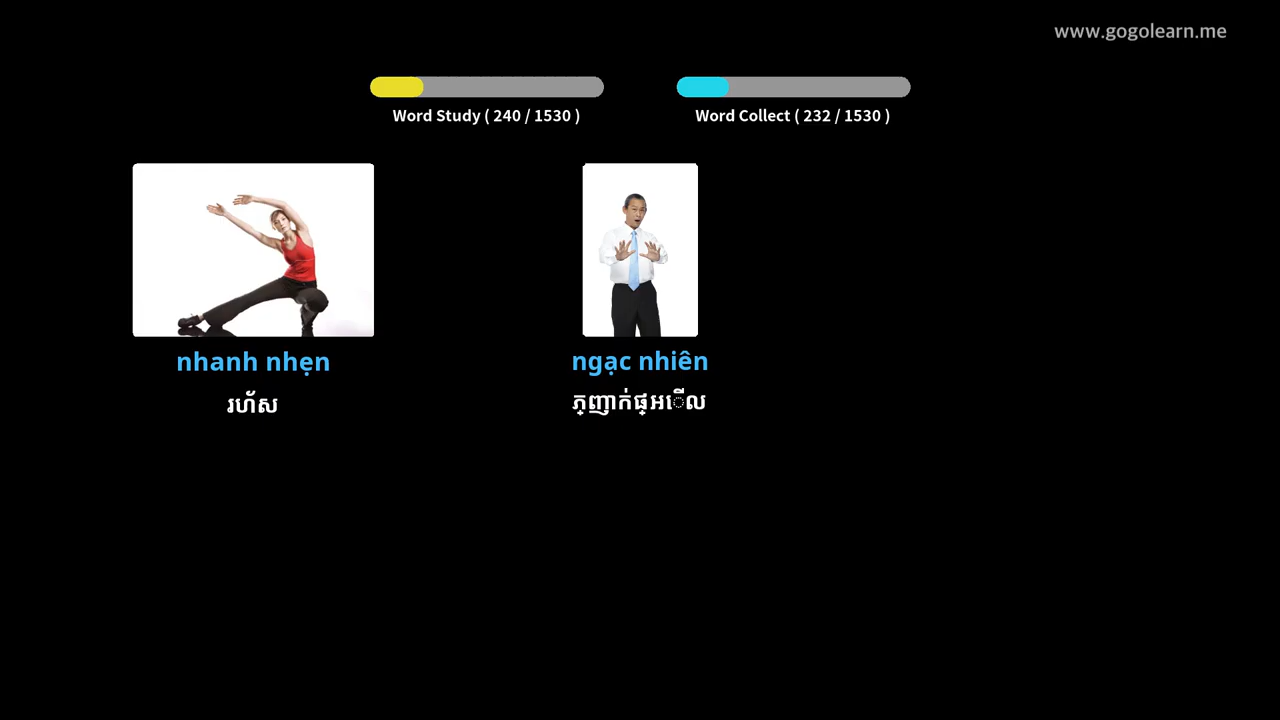 www.gogolearn.me
Word Study ( 240 / 1530 )
Word Collect ( 232 / 1530 )
nhanh nhẹn
ngạc nhiên
រហ័ស
ភ្ញាក់ផ្អើល